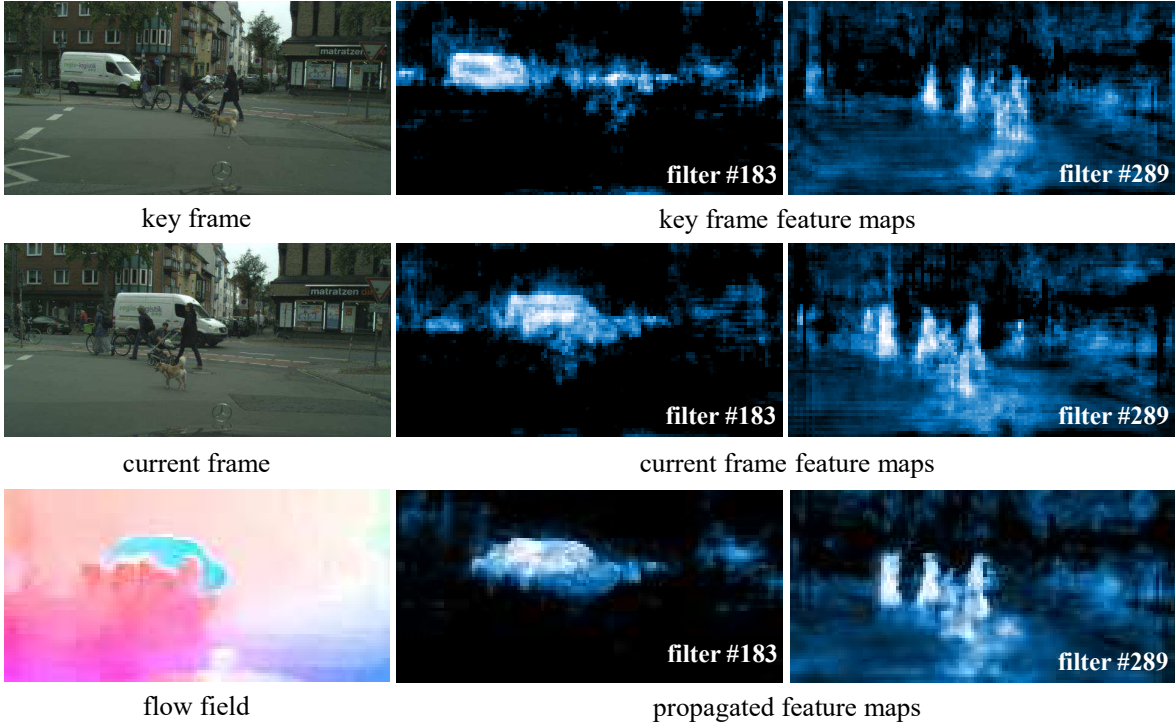 matratzen
filter #183
filter #289
key frame
key frame feature maps
matratzen
filter #183
filter #289
current frame
current frame feature maps
filter #183
filter #289
flow field
propagated feature maps